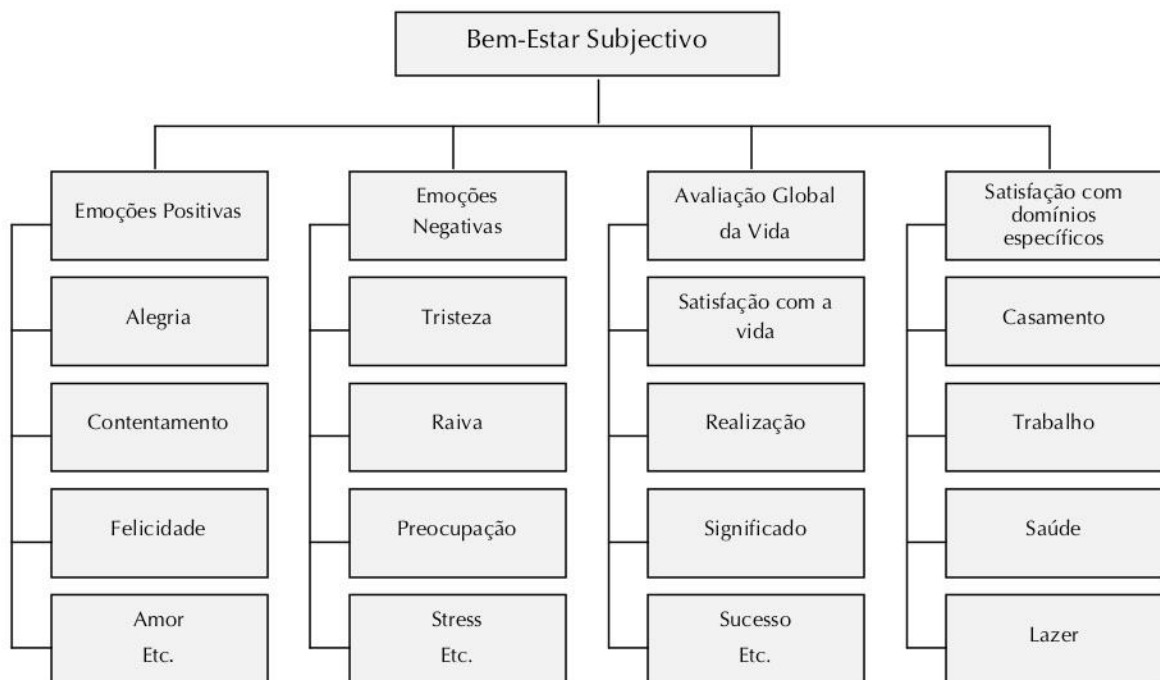 Bem-Estar Subjectivo
Emoções Positivas
Alegria
Contentamento
Felicidade
Amor
Etc.
Emoções
Negativas
Tristeza
Raiva
Preocupação
Stress
Etc.
Avaliação Global
da Vida
Satisfação com a
vida
Realização
Significado
Sucesso
Etc.
Satisfação com
domínios
específicos
Casamento
Trabalho
Saúde
Lazer